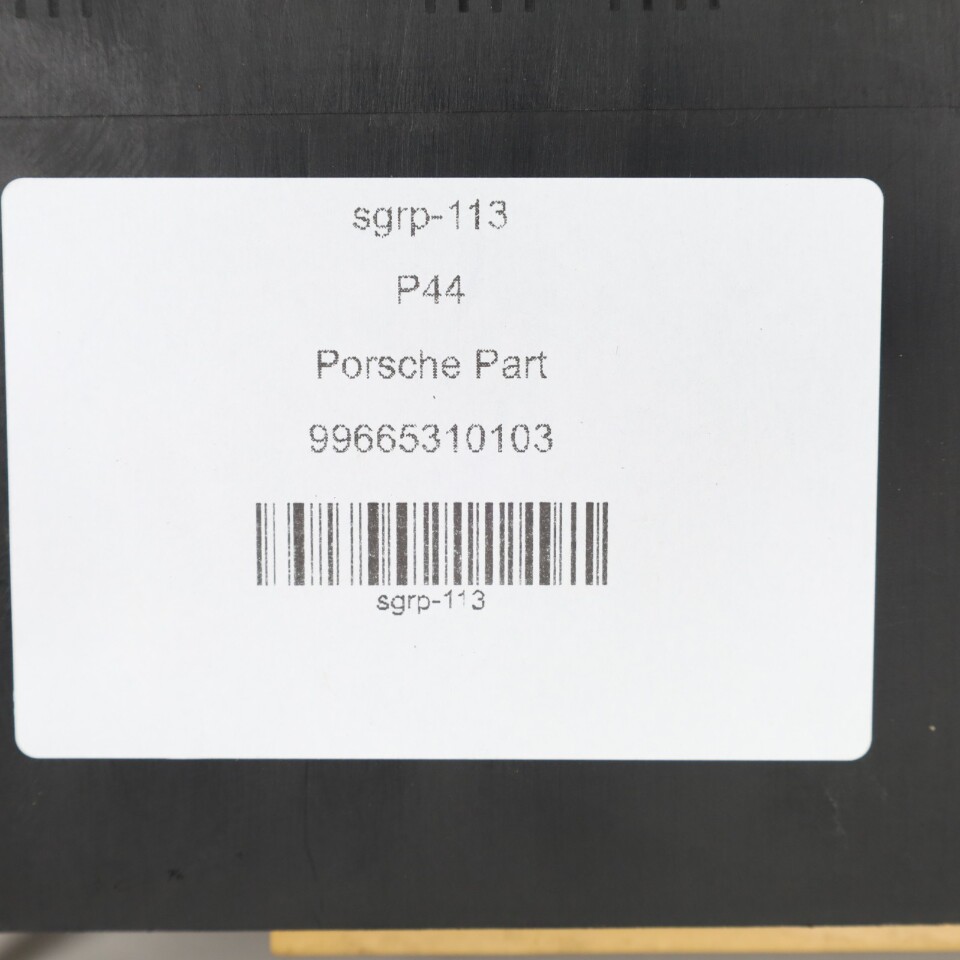 sgrp-113
P44
Porsche Part
99665310103
sgrp-113